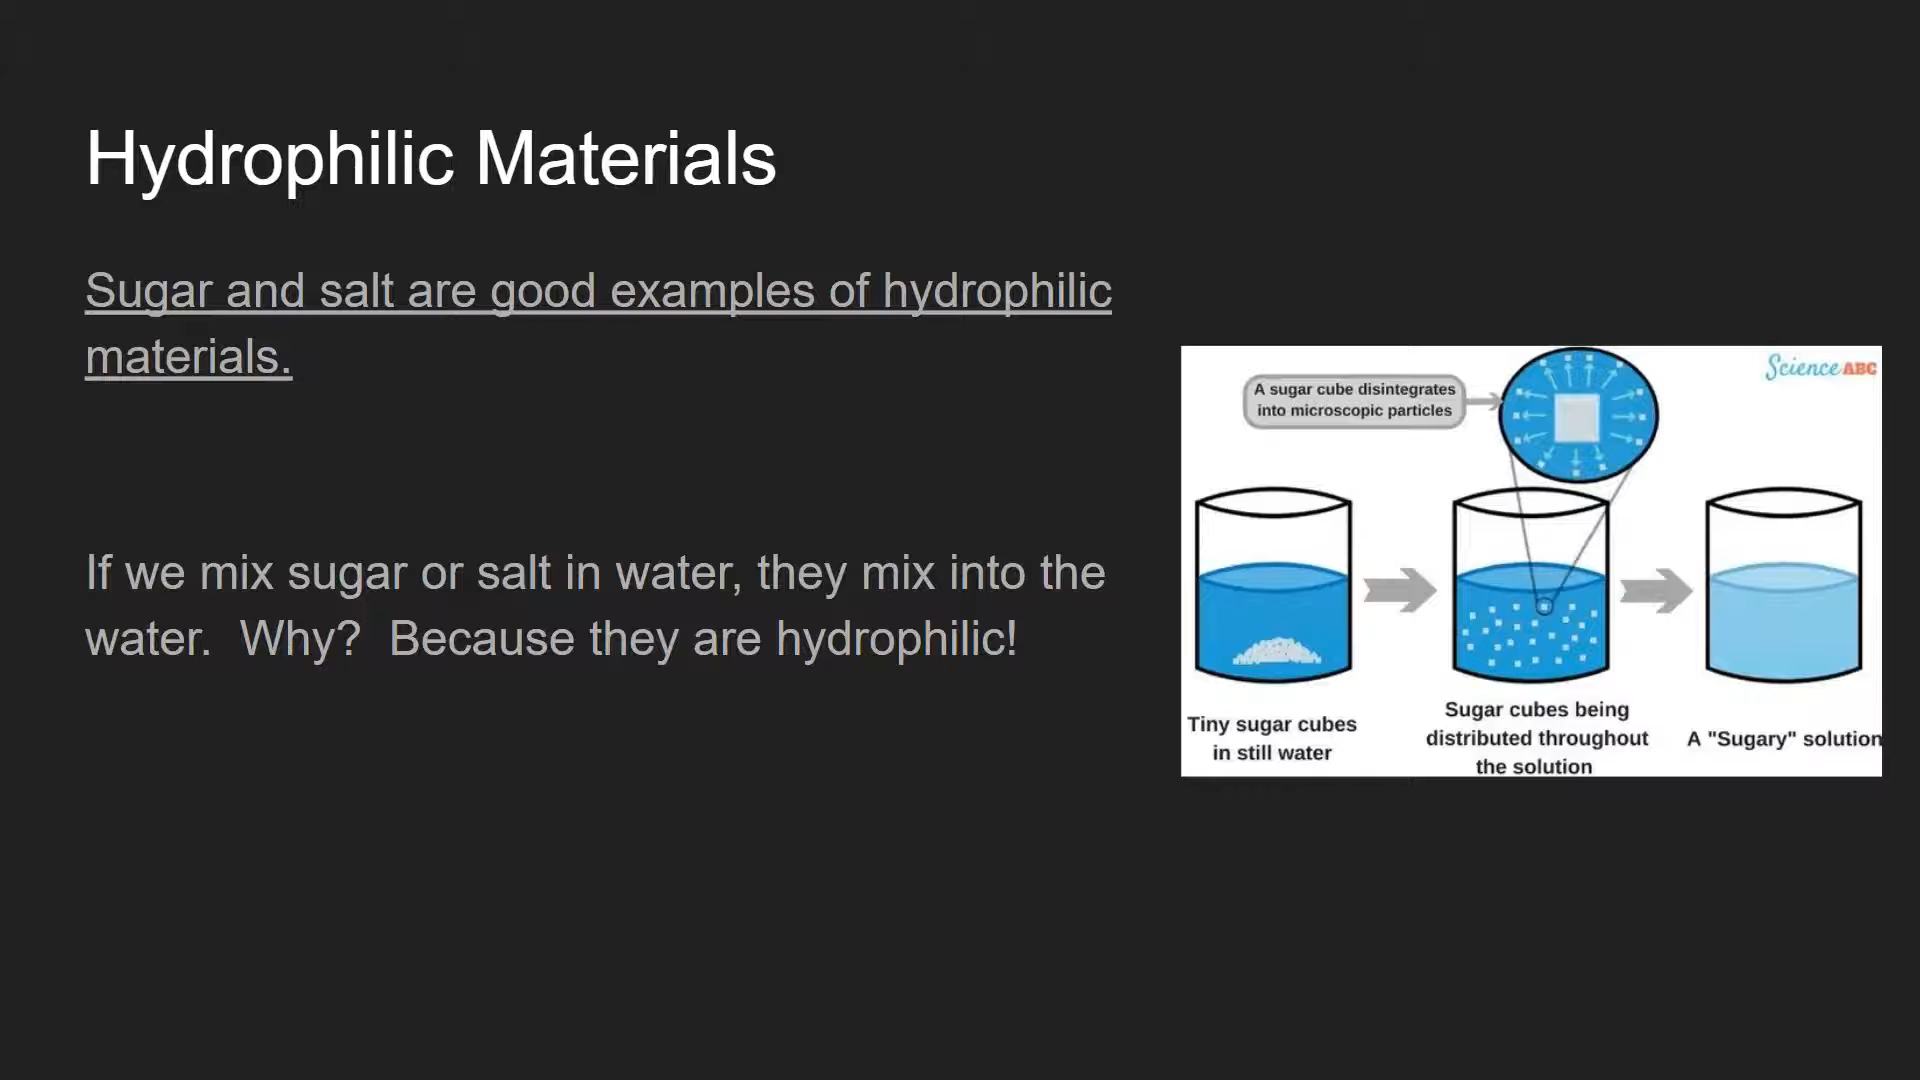 Hydrophilic Materials
Sugar and salt are good examples of hydrophilic
materials.
If we mix sugar or salt in water, they mix into the
water.  Why?  Because they are hydrophilic!
Science ABC
A sugar cube disintegrates
into microscopic particles
Tiny sugar cubes
in still water
Sugar cubes being
distributed throughout
the solution
A "Sugary" solution